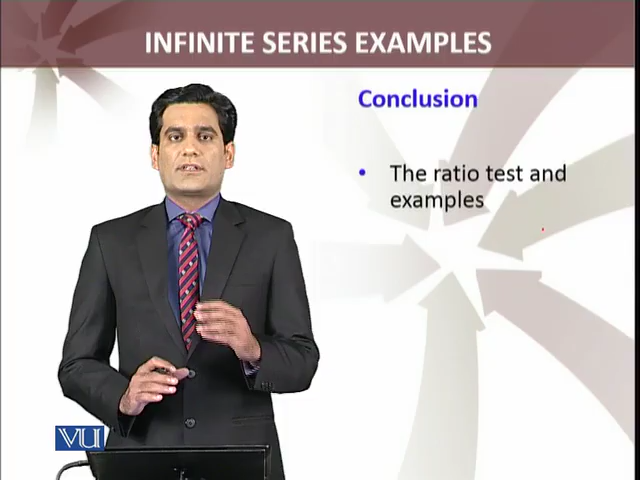 INFINITE SERIES EXAMPLES
Conclusion
• The ratio test and
examples
VU